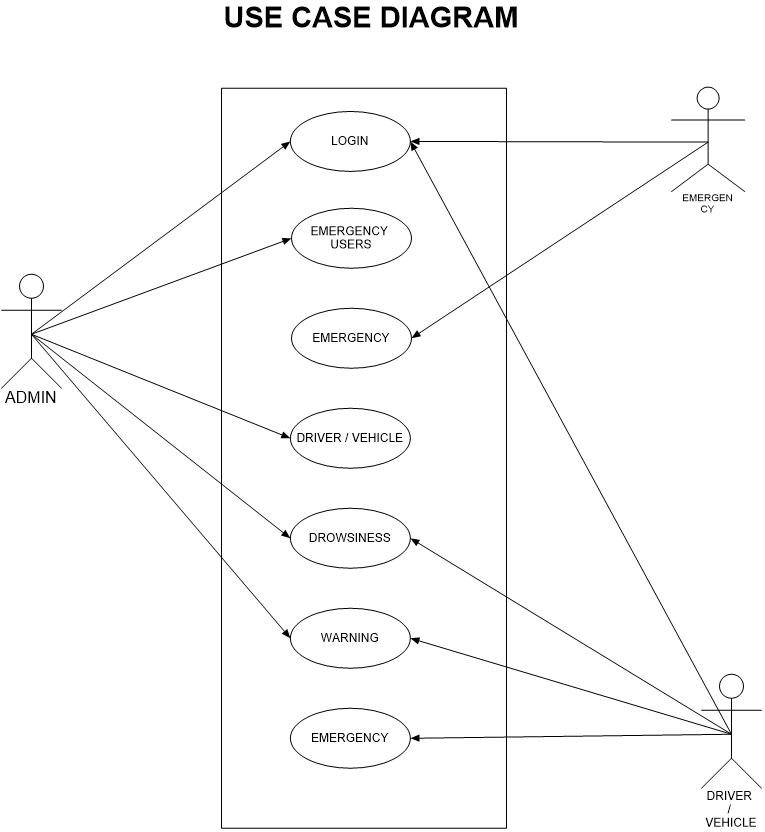 USE CASE DIAGRAM
LOGIN
EMERGEN
CY
EMERGENCY
USERS
EMERGENCY
ADMIN
DRIVER / VEHICLE
DROWSINESS
WARNING
EMERGENCY
DRIVER
/
VEHICLE